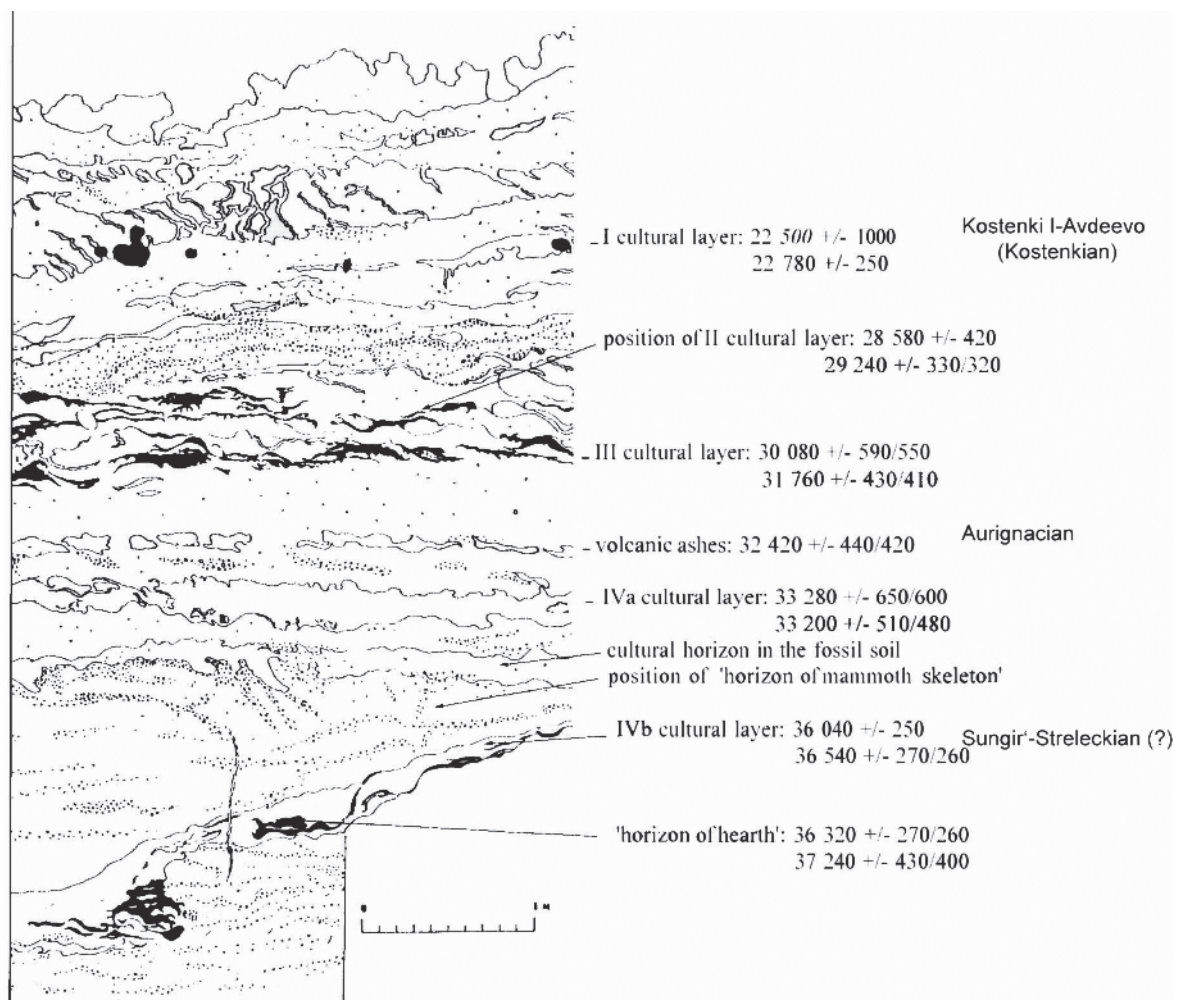 I cultural layer: 22 500 +/- 1000
22 780 +/- 250
Kostenki I-Avdeevo
(Kostenkian)
position of II cultural layer: 28 580 +/- 420
29 240 +/- 330/320
III cultural layer: 30 080 +/- 590/550
31 760 +/- 430/410
volcanic ashes: 32 420 +/- 440/420
Aurignacian
IVa cultural layer: 33 280 +/- 650/600
33 200 +/- 510/480
cultural horizon in the fossil soil
position of 'horizon of mammoth skeleton'
IVb cultural layer: 36 040 +/- 250
36 540 +/- 270/260
Sungir'-Streleckian (?)
'horizon of hearth': 36 320 +/- 270/260
37 240 +/- 430/400
0 1 м